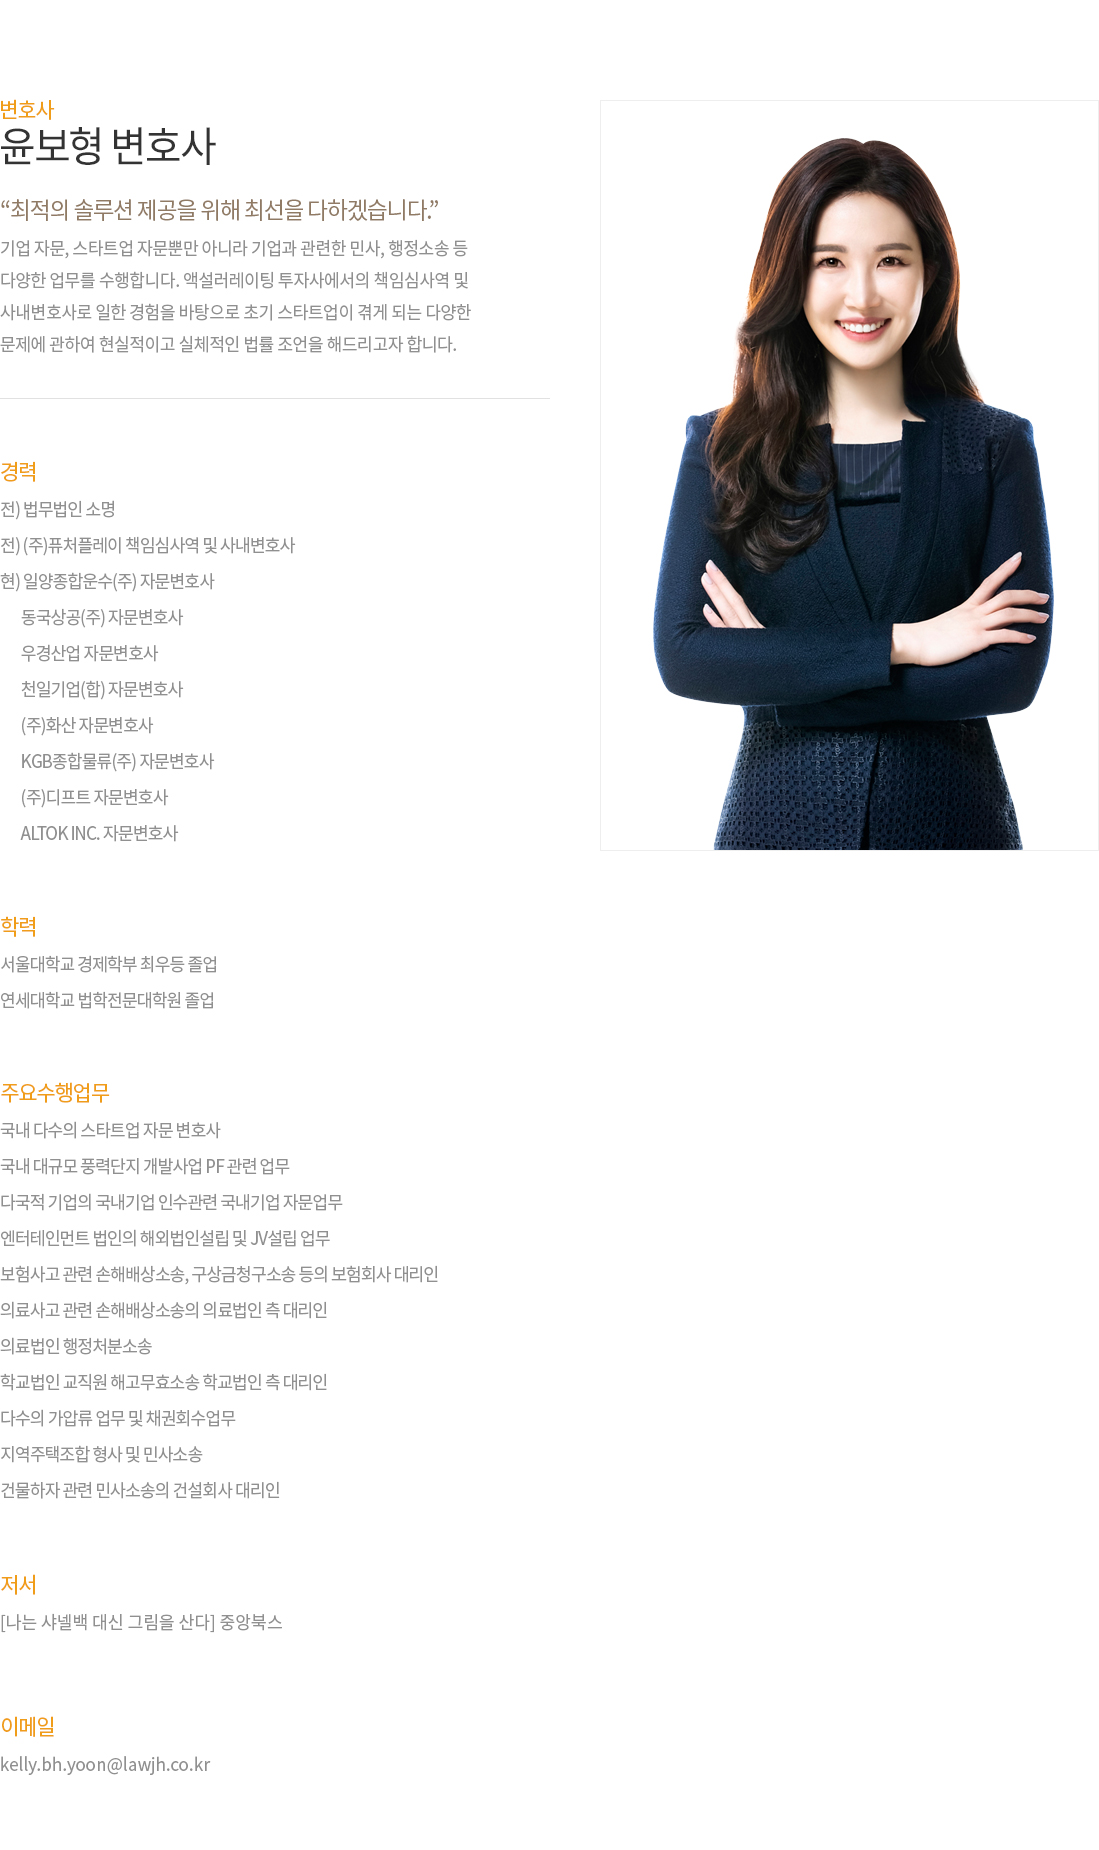 변호사
윤보형 변호사
“최적의 솔루션 제공을 위해 최선을 다하겠습니다.”
기업 자문, 스타트업 자문뿐만 아니라 기업과 관련한 민사, 행정소송 등
다양한 업무를 수행합니다. 액설러레이팅 투자사에서의 책임심사역 및
사내변호사로 일한 경험을 바탕으로 초기 스타트업이 겪게 되는 다양한
문제에 관하여 현실적이고 실체적인 법률 조언을 해드리고자 합니다.
경력
전) 법무법인 소명
전) (주)퓨처플레이 책임심사역 및 사내변호사
현) 일양종합운수(주) 자문변호사
동국상공(주) 자문변호사
우경산업 자문변호사
천일기업(합) 자문변호사
(주)화산 자문변호사
KGB종합물류(주) 자문변호사
(주)디프트 자문변호사
ALTOK INC. 자문변호사
학력
서울대학교 경제학부 최우등 졸업
연세대학교 법학전문대학원 졸업
주요수행업무
국내 다수의 스타트업 자문 변호사
국내 대규모 풍력단지 개발사업 PF 관련 업무
다국적 기업의 국내기업 인수관련 국내기업 자문업무
엔터테인먼트 법인의 해외법인설립 및 JV설립 업무
보험사고 관련 손해배상소송, 구상금청구소송 등의 보험회사 대리인
의료사고 관련 손해배상소송의 의료법인 측 대리인
의료법인 행정처분소송
학교법인 교직원 해고무효소송 학교법인 측 대리인
다수의 가압류 업무 및 채권회수업무
지역주택조합 형사 및 민사소송
건물하자 관련 민사소송의 건설회사 대리인
저서
[나는 샤넬백 대신 그림을 산다] 중앙북스
이메일
kelly.bh.yoon@lawjh.co.kr